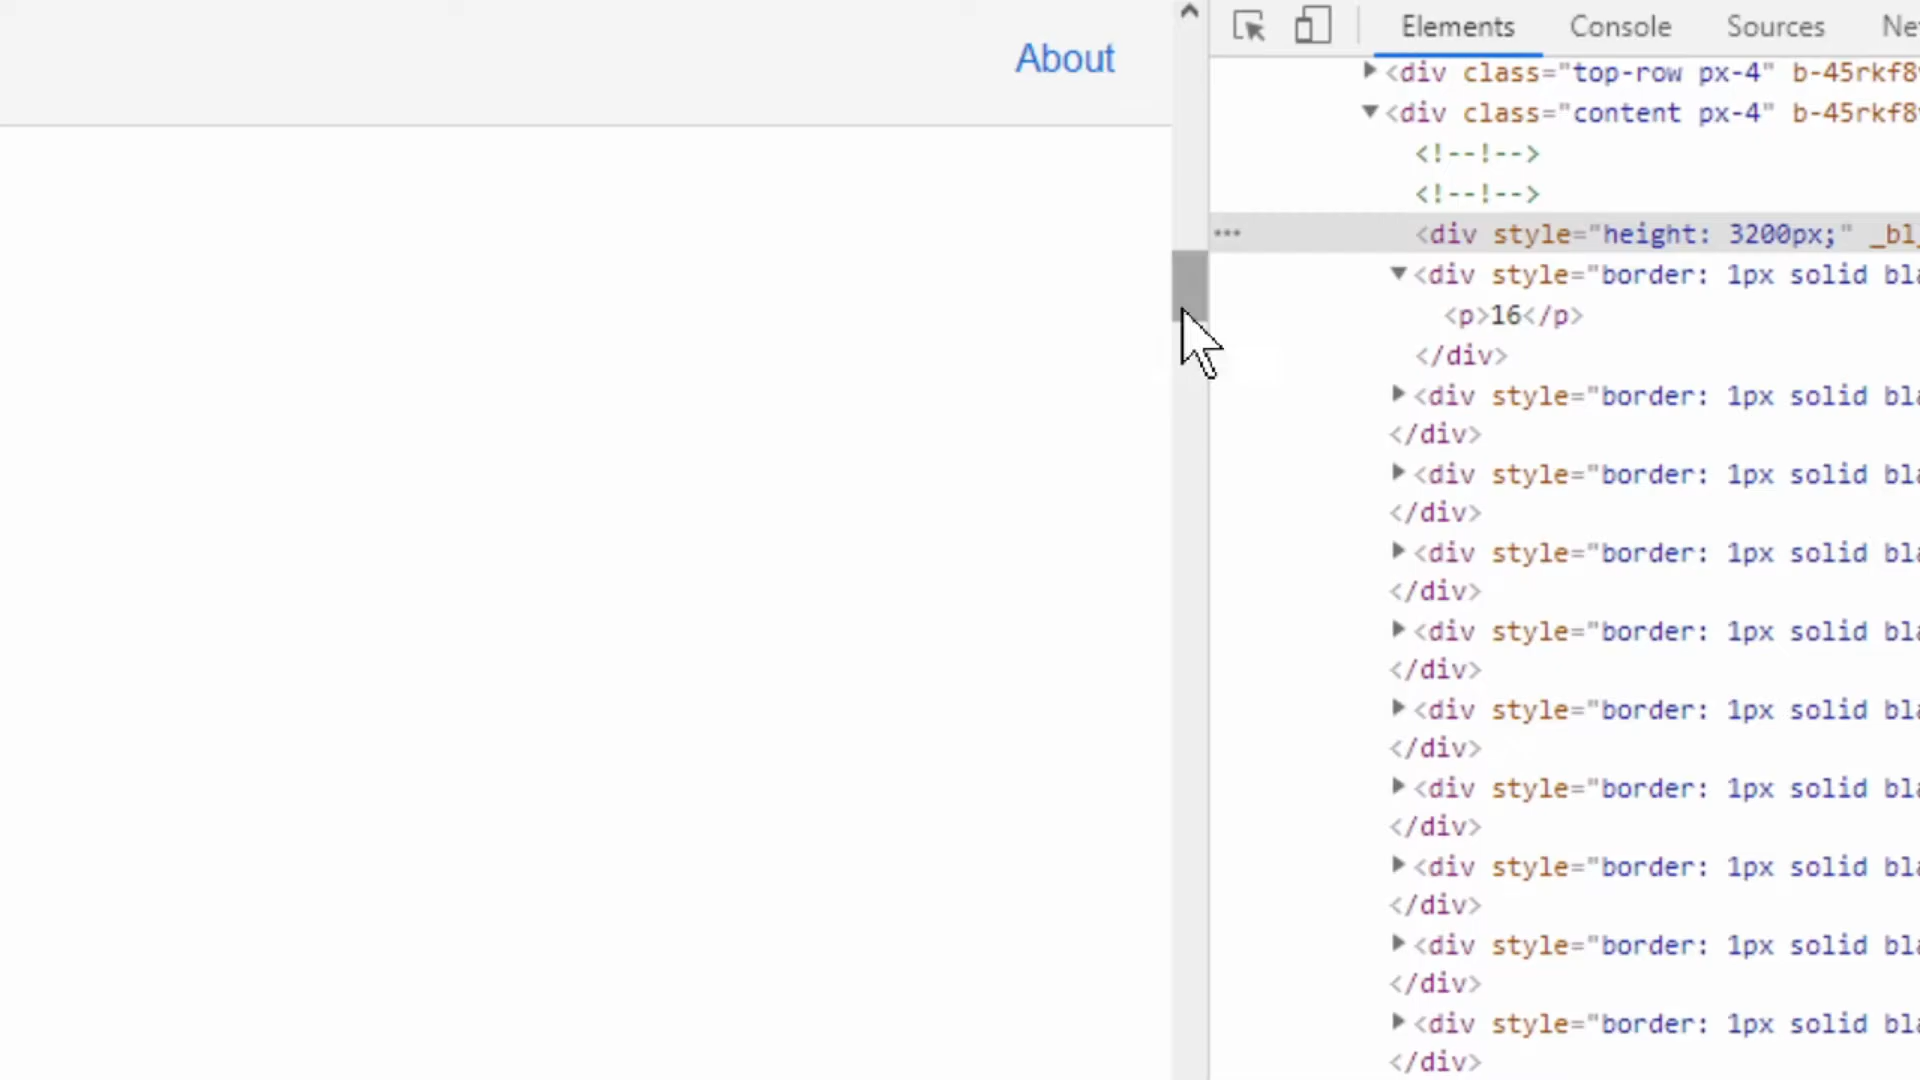 About
Elements Console Sources Ne
<div class="top-row px-4" b-45rkf8
<div class="content px-4" b-45rkf8
<!--!-->
<!--!-->
<div style="height: 3200px;" _bl
<div style="border: 1px solid bla
<p>16</p>
</div>
<div style="border: 1px solid bla
</div>
<div style="border: 1px solid bla
</div>
<div style="border: 1px solid bla
</div>
<div style="border: 1px solid bla
</div>
<div style="border: 1px solid bla
</div>
<div style="border: 1px solid bla
</div>
<div style="border: 1px solid bla
</div>
<div style="border: 1px solid bla
</div>
<div style="border: 1px solid bla
</div>